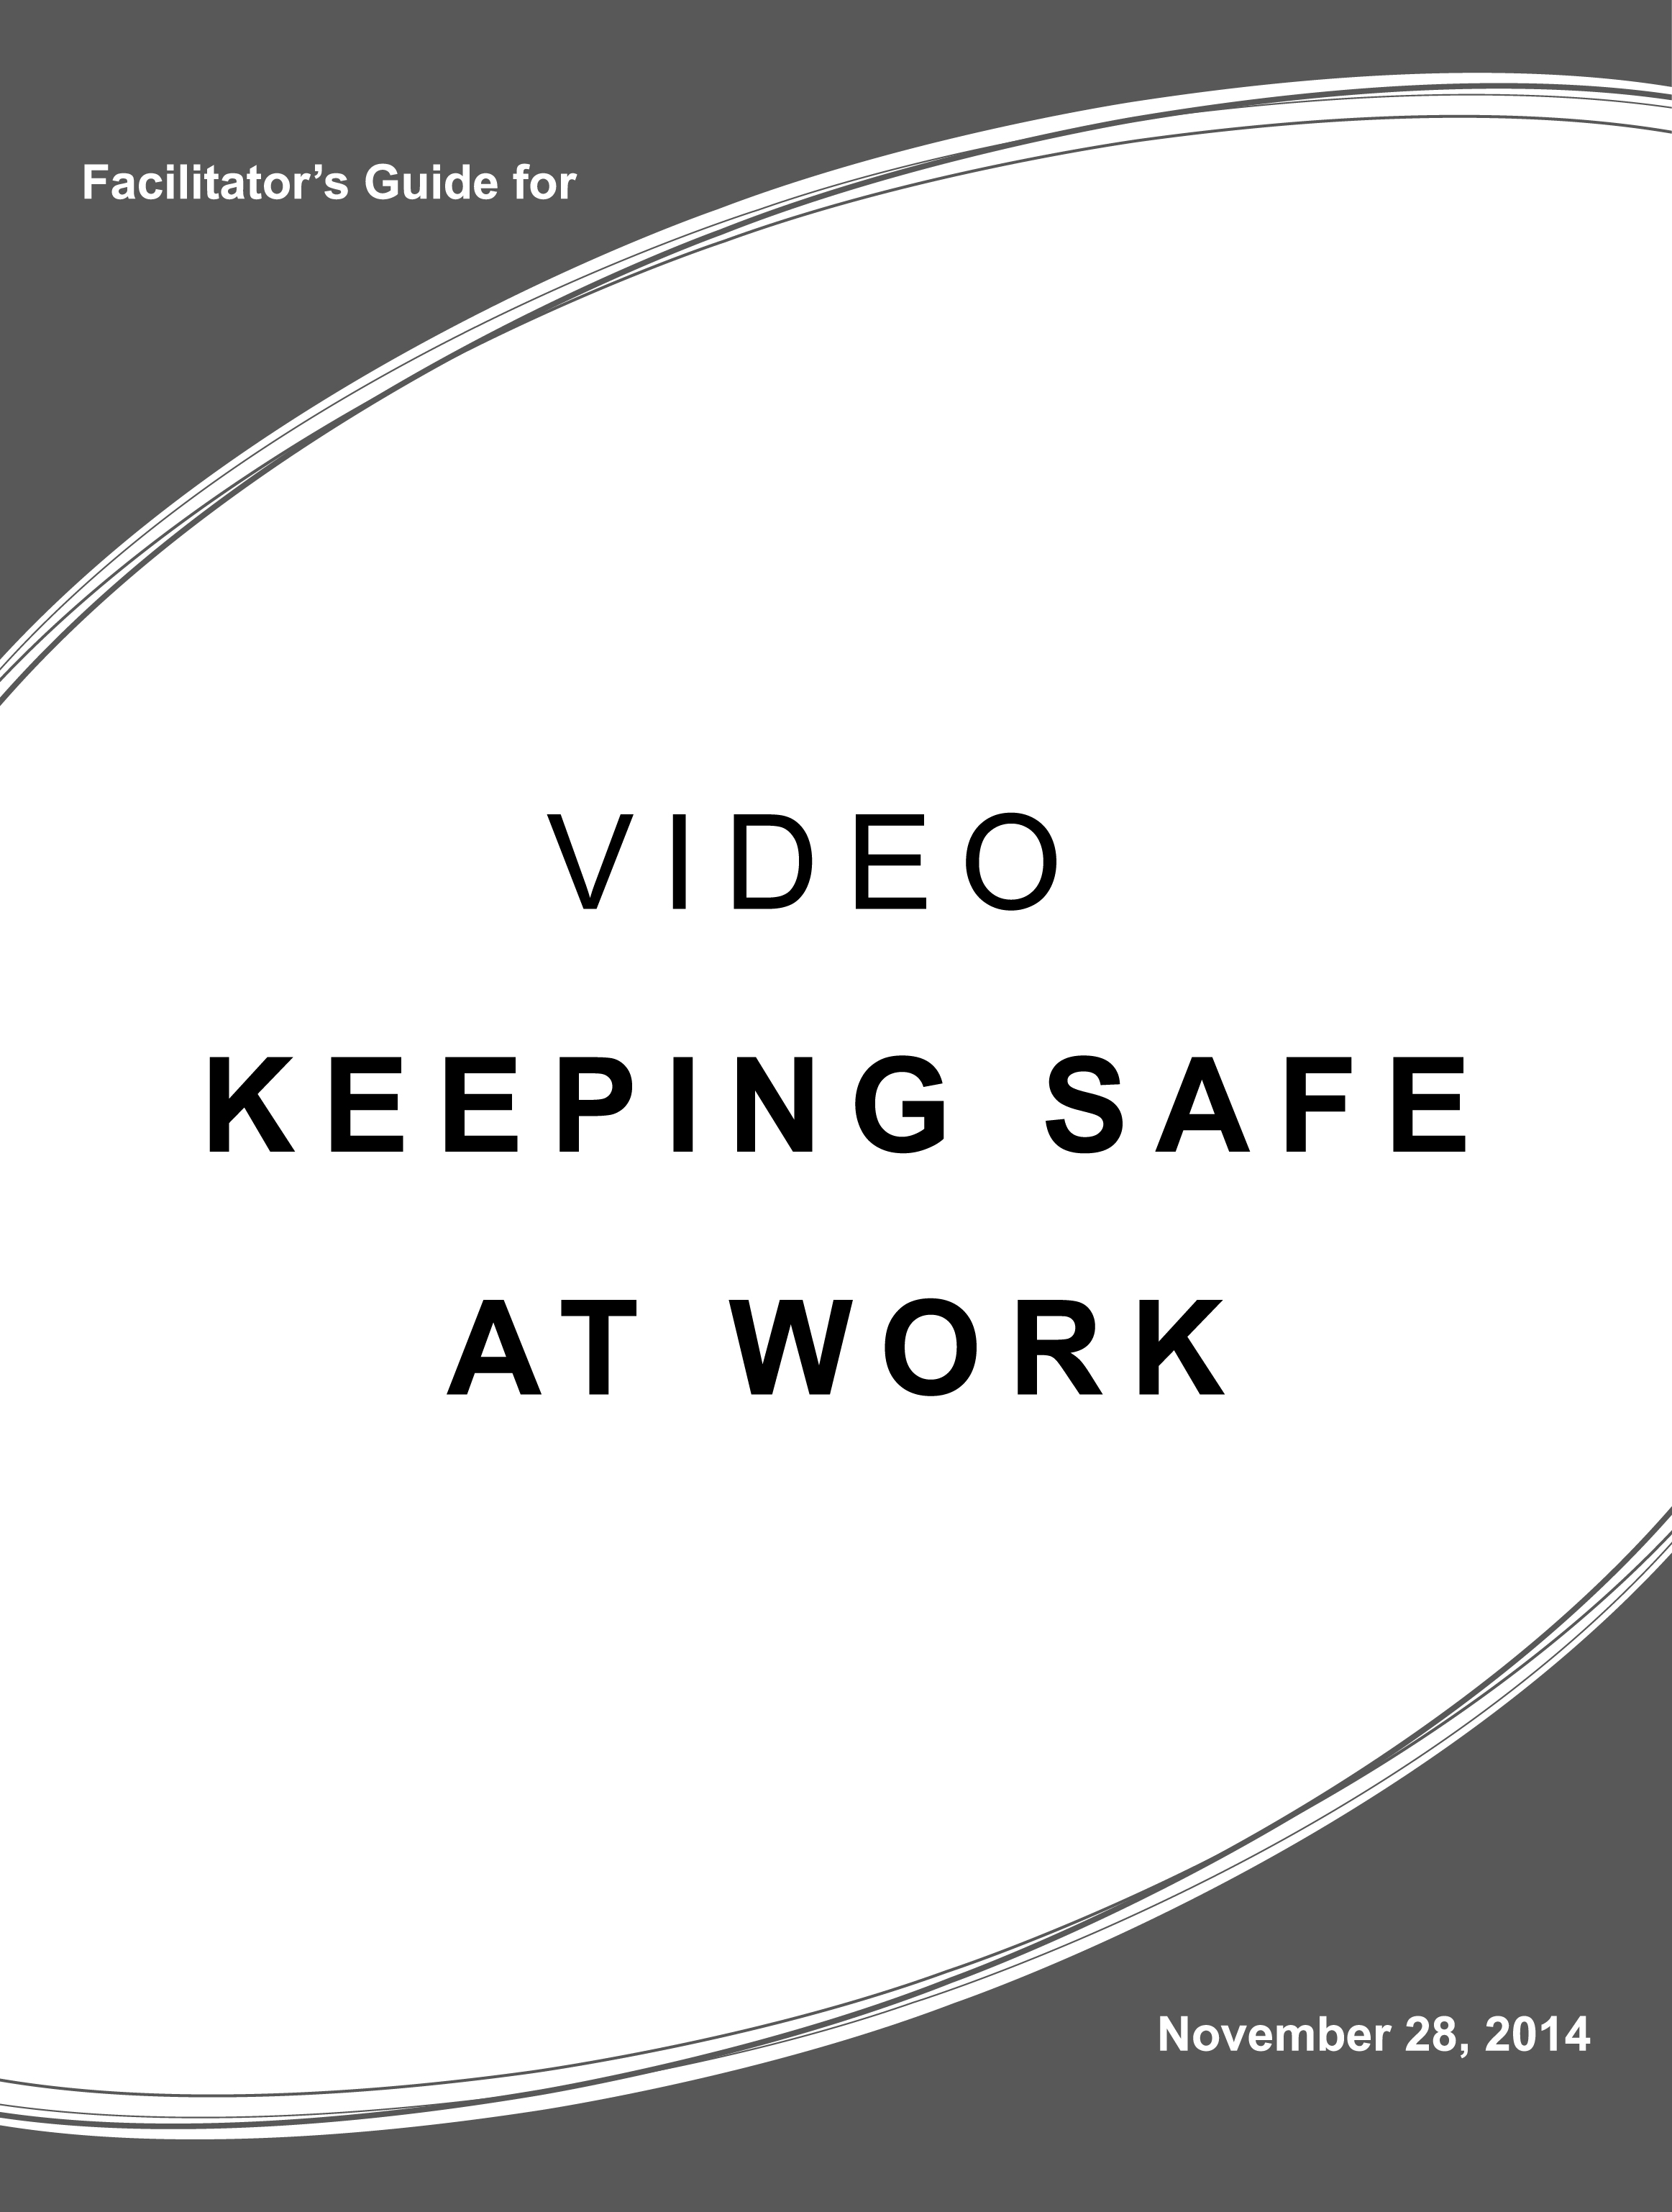 Facilitator’s Guide for
VIDEO
KEEPING SAFE
AT WORK
November 28, 2014